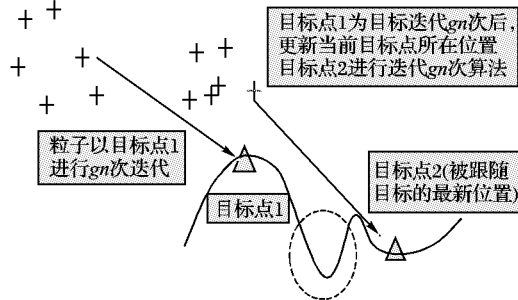 目标点1为目标迭代gn次后,
更新当前目标点所在位置
目标点2进行迭代gn次算法
粒子以目标点1
进行gn次迭代
目标点2(被跟随
目标的最新位置)
目标点1